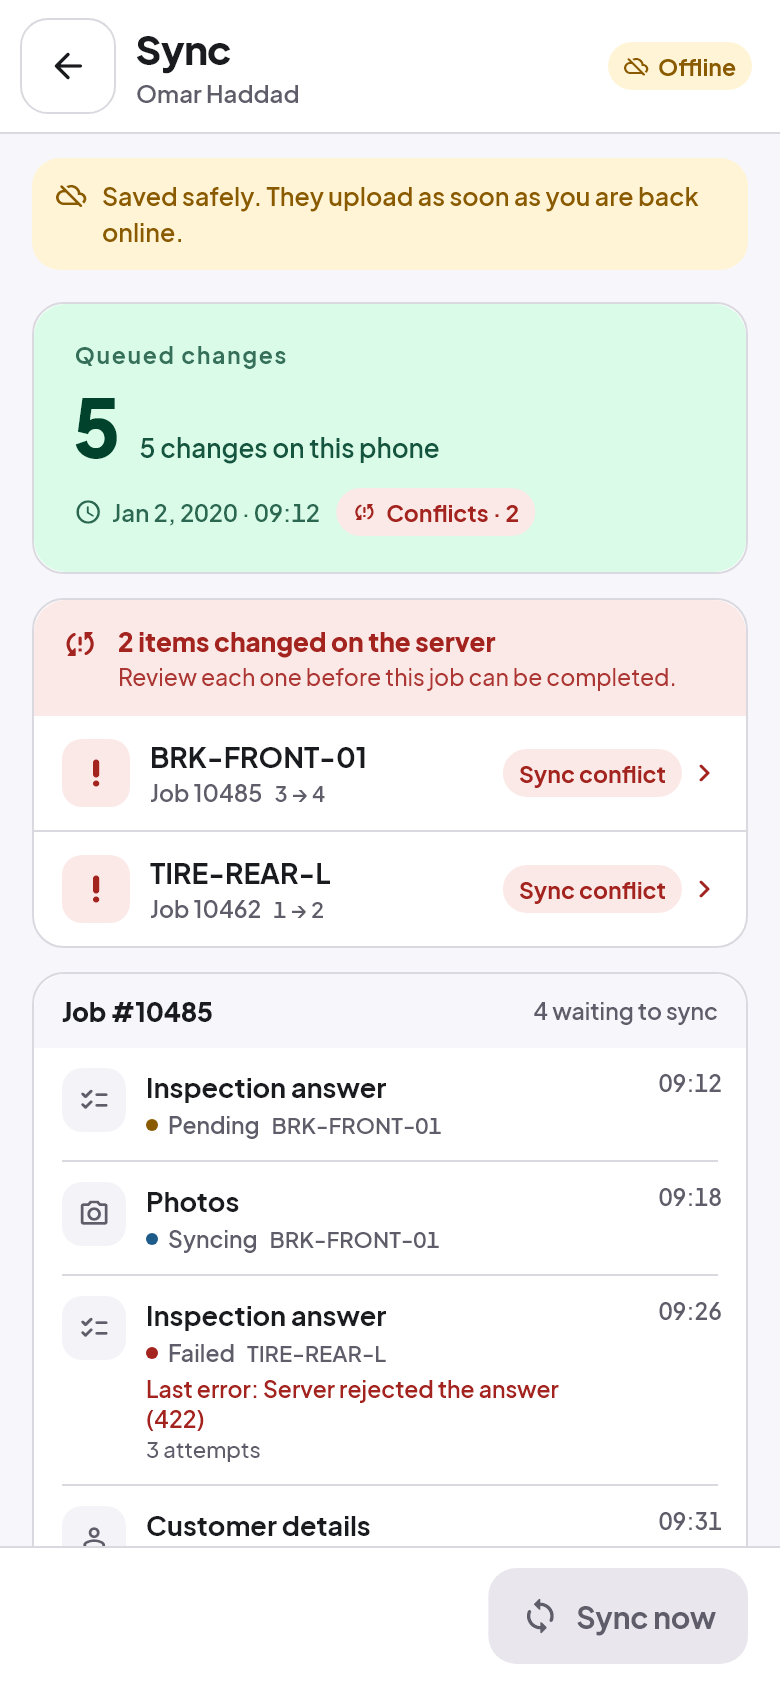 Sync
Omar Haddad
Offline
Saved safely. They upload as soon as you are back
online.
Queued changes
5 5 changes on this phone
Jan 2, 2020 · 09:12 Conflicts · 2
2 items changed on the server
Review each one before this job can be completed.
BRK-FRONT-01
Job 10485 3 → 4
Sync conflict
TIRE-REAR-L
Job 10462 1 → 2
Sync conflict
Job #10485 4 waiting to sync
Inspection answer 09:12
Pending BRK-FRONT-01
Photos 09:18
Syncing BRK-FRONT-01
Inspection answer 09:26
Failed TIRE-REAR-L
Last error: Server rejected the answer
(422)
3 attempts
Customer details 09:31
Sync now